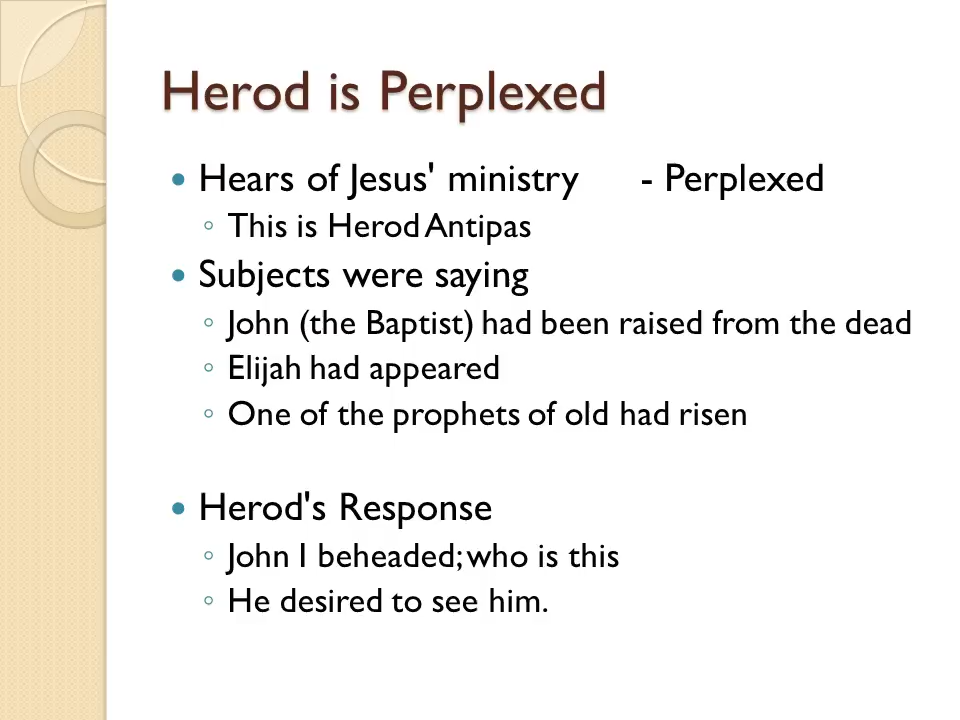 Herod is Perplexed
• Hears of Jesus' ministry - Perplexed
◦ This is Herod Antipas
• Subjects were saying
◦ John (the Baptist) had been raised from the dead
◦ Elijah had appeared
◦ One of the prophets of old had risen
• Herod's Response
◦ John I beheaded; who is this
◦ He desired to see him.